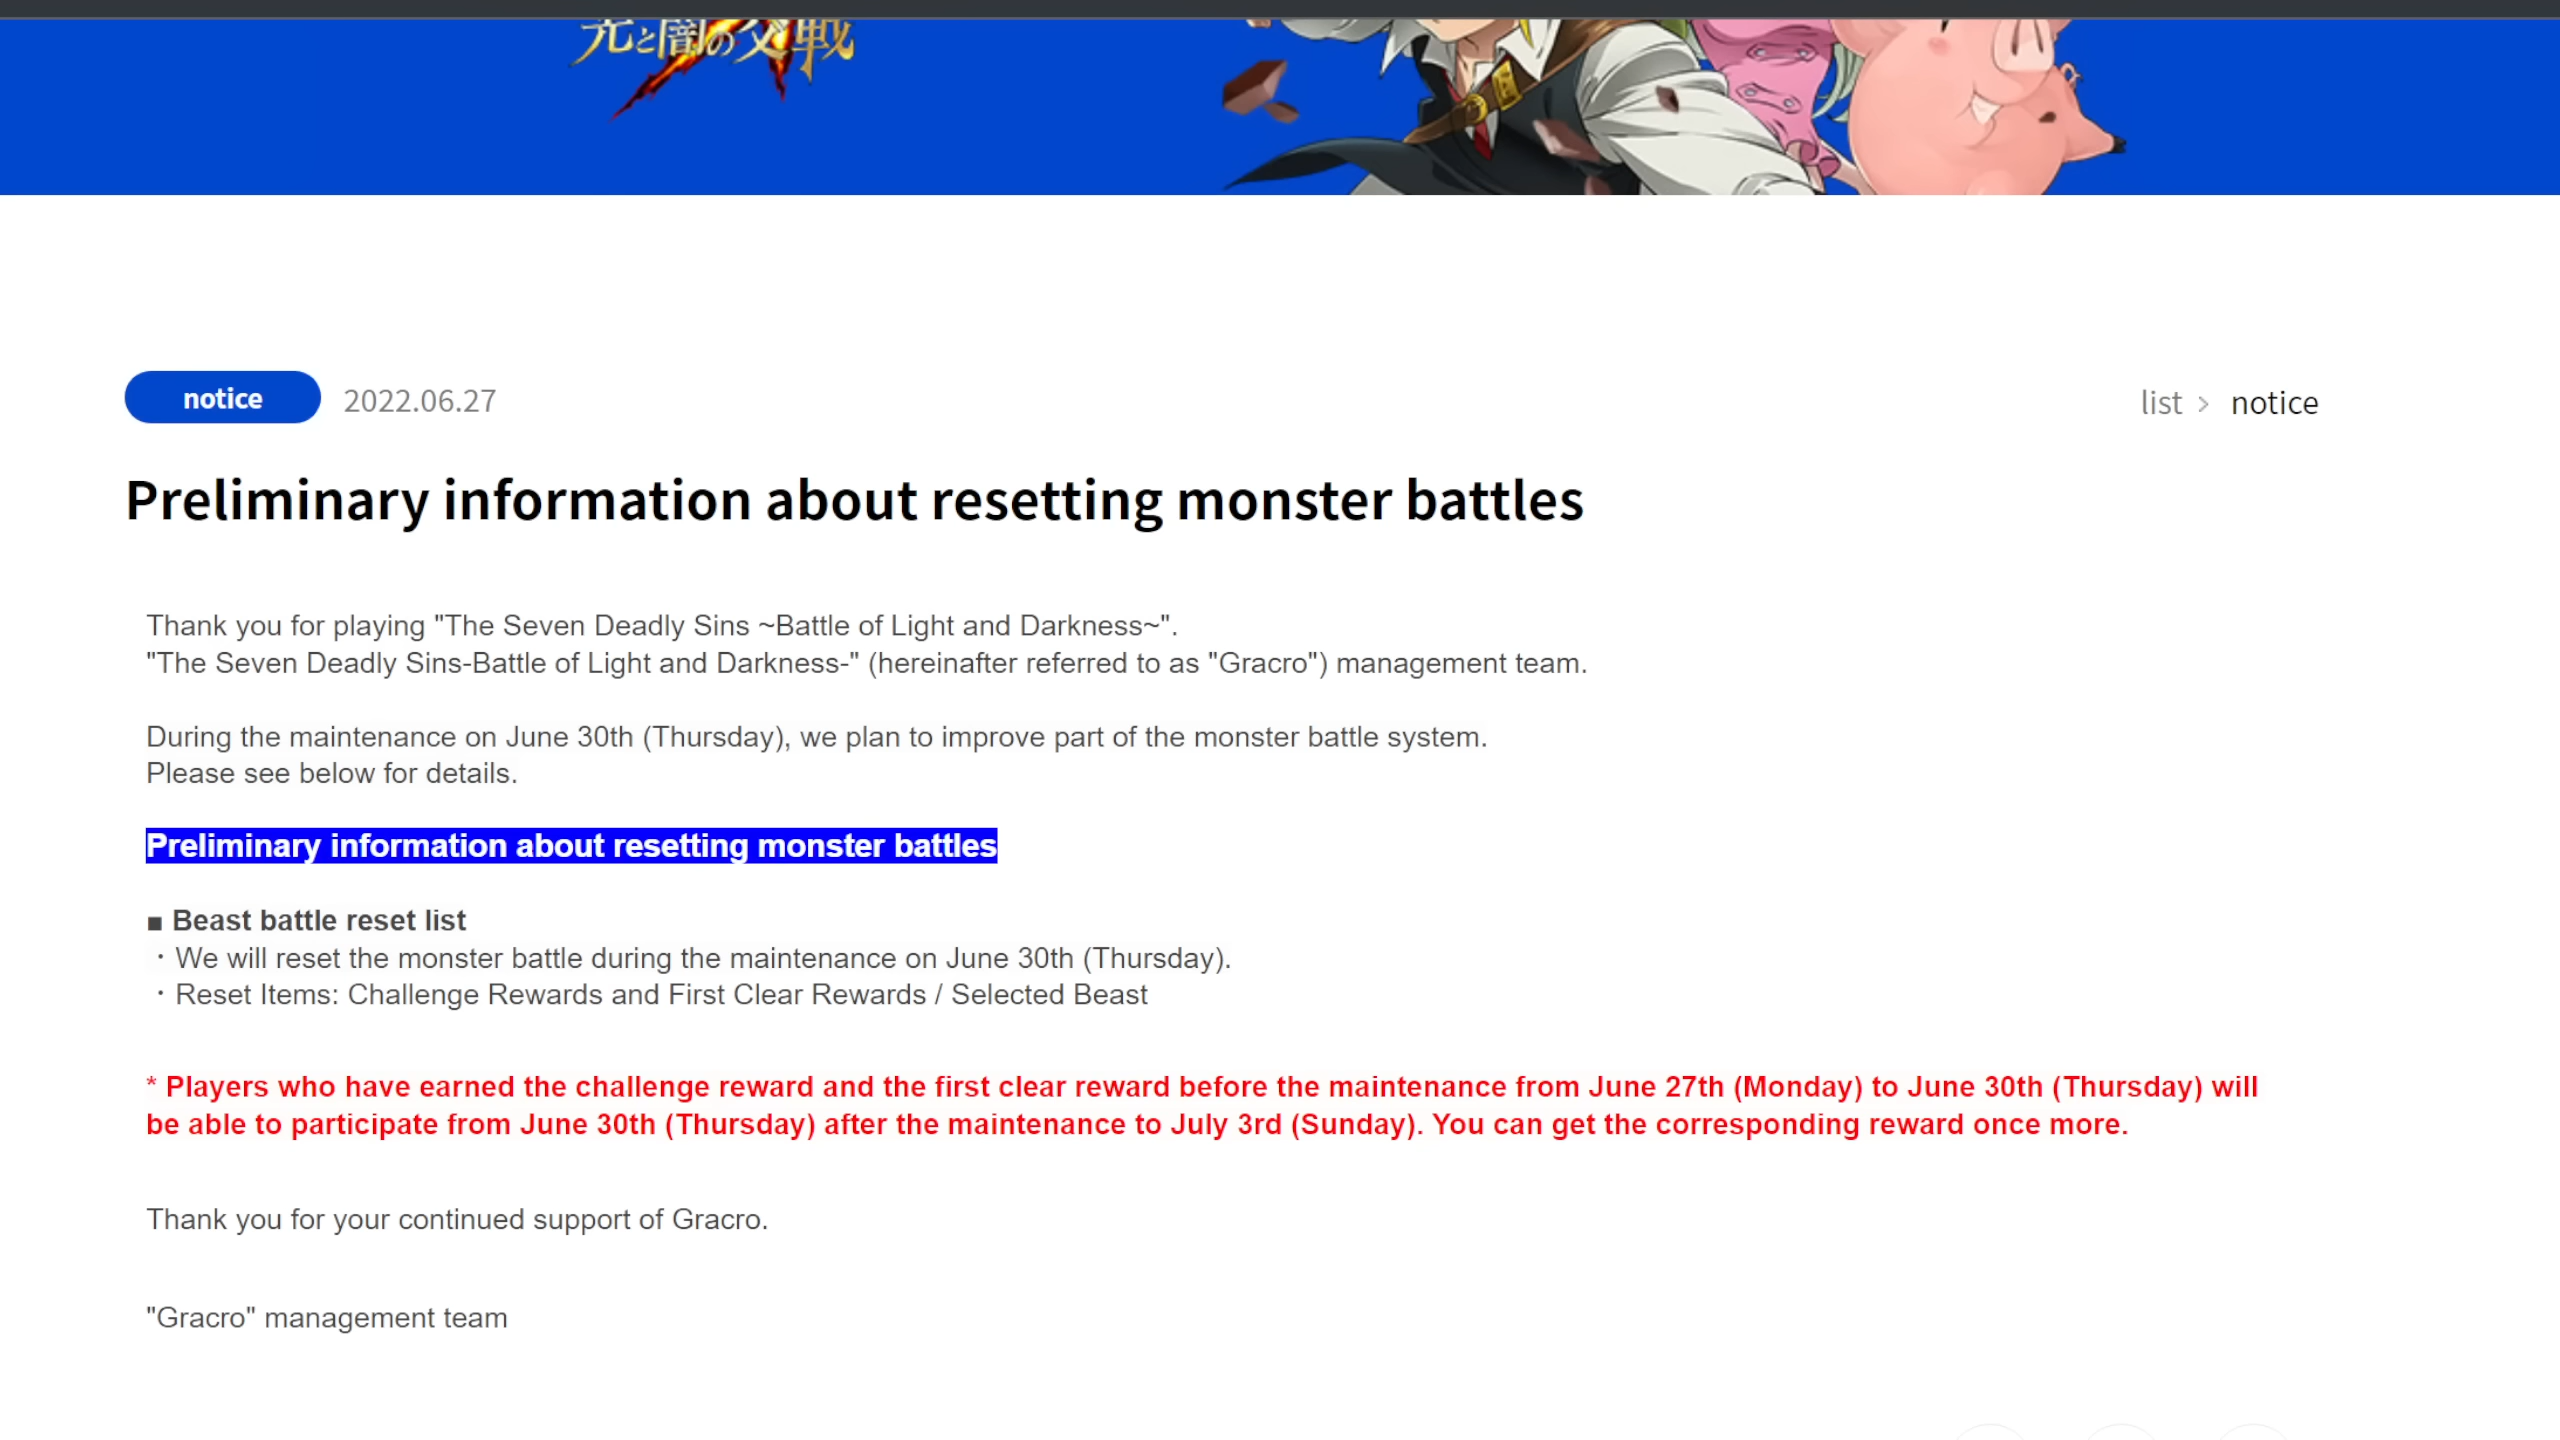 光と闇の交戦
notice 2022.06.27
list > notice
Preliminary information about resetting monster battles
Thank you for playing "The Seven Deadly Sins ~Battle of Light and Darkness~".
"The Seven Deadly Sins-Battle of Light and Darkness-" (hereinafter referred to as "Gracro") management team.
During the maintenance on June 30th (Thursday), we plan to improve part of the monster battle system.
Please see below for details.
Preliminary information about resetting monster battles
■ Beast battle reset list
・We will reset the monster battle during the maintenance on June 30th (Thursday).
・Reset Items: Challenge Rewards and First Clear Rewards / Selected Beast
* Players who have earned the challenge reward and the first clear reward before the maintenance from June 27th (Monday) to June 30th (Thursday) will
be able to participate from June 30th (Thursday) after the maintenance to July 3rd (Sunday). You can get the corresponding reward once more.
Thank you for your continued support of Gracro.
"Gracro" management team